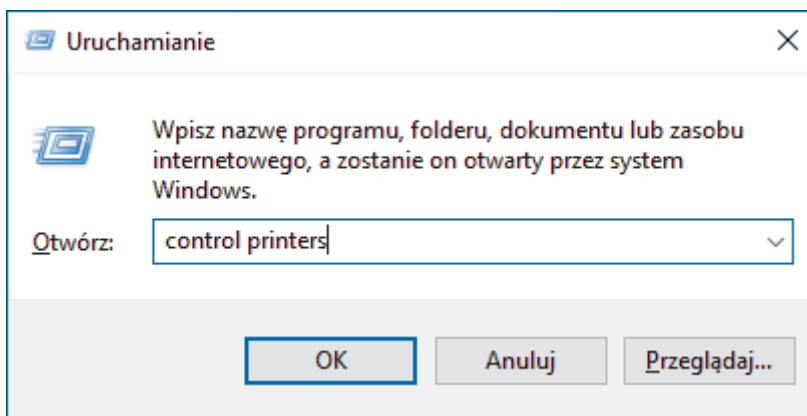 Uruchamianie
Wpisz nazwę programu, folderu, dokumentu lub zasobu
internetowego, a zostanie on otwarty przez system
Windows.
Otwórz: control printers
OK Anuluj Przeglądaj...